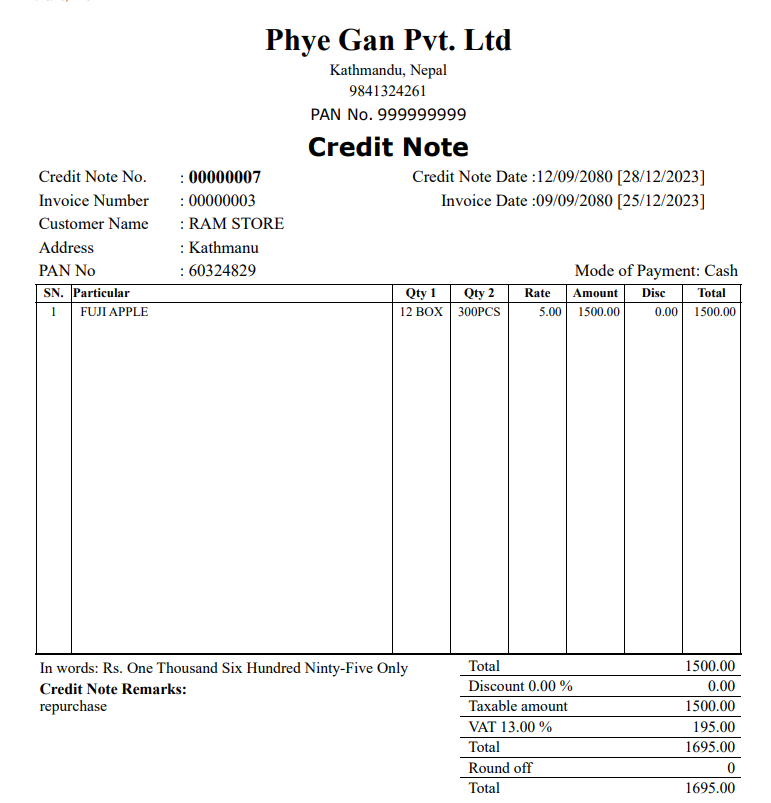 Phye Gan Pvt. Ltd
Kathmandu, Nepal
9841324261
PAN No. 999999999
Credit Note
Credit Note No. : 00000007 Credit Note Date :12/09/2080 [28/12/2023]
Invoice Number : 00000003 Invoice Date :09/09/2080 [25/12/2023]
Customer Name : RAM STORE
Address : Kathmanu
PAN No : 60324829 Mode of Payment: Cash
SN. Particular Qty 1 Qty 2 Rate Amount Disc Total
1 FUJI APPLE 12 BOX 300PCS 5.00 1500.00 0.00 1500.00
In words: Rs. One Thousand Six Hundred Ninty-Five Only
Credit Note Remarks:
repurchase
Total 1500.00
Discount 0.00 % 0.00
Taxable amount 1500.00
VAT 13.00 % 195.00
Total 1695.00
Round off 0
Total 1695.00